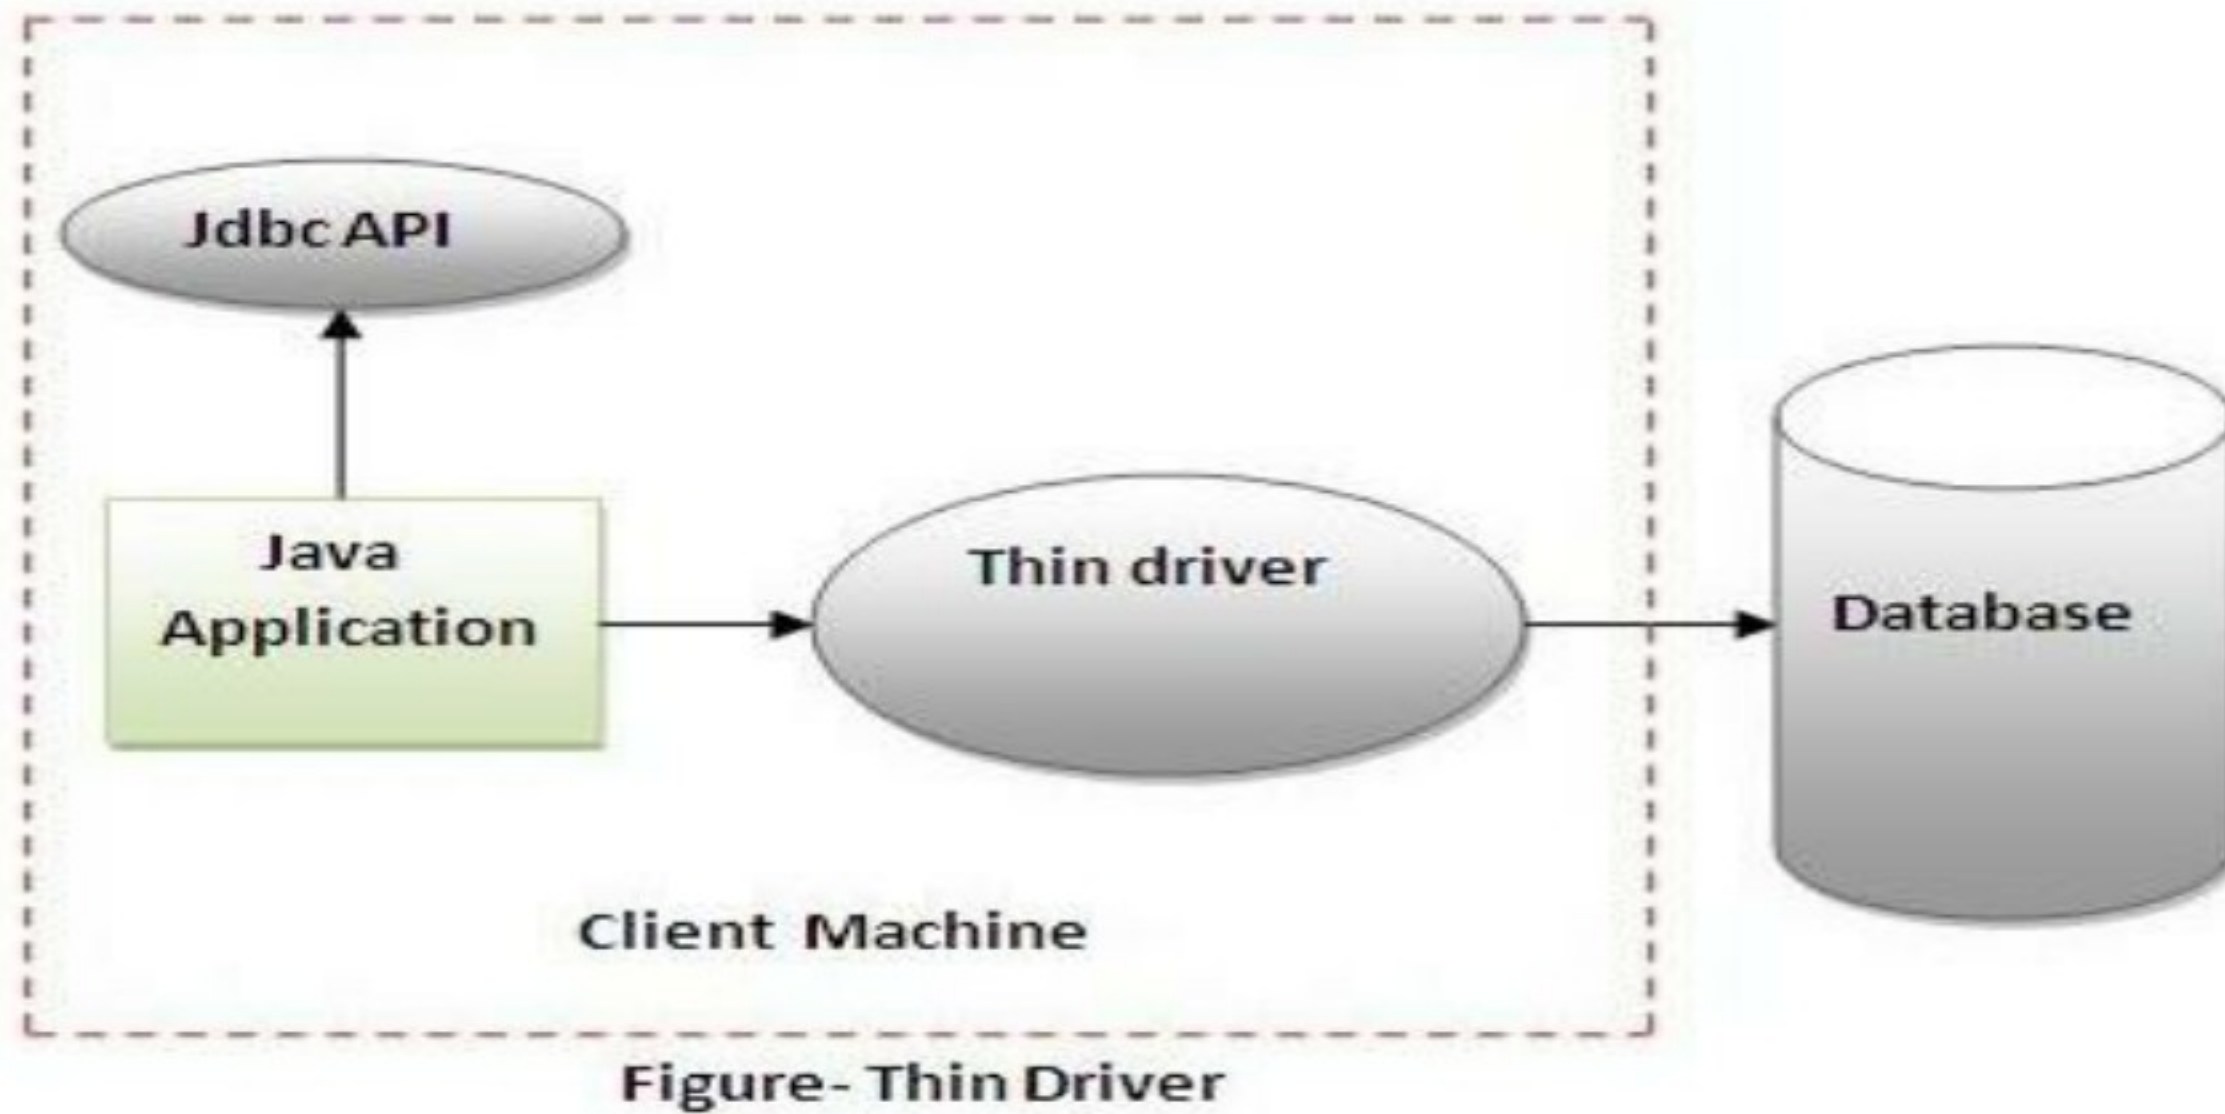 Jdbc API
Java
Application
Thin driver
Database
Client Machine
Figure- Thin Driver